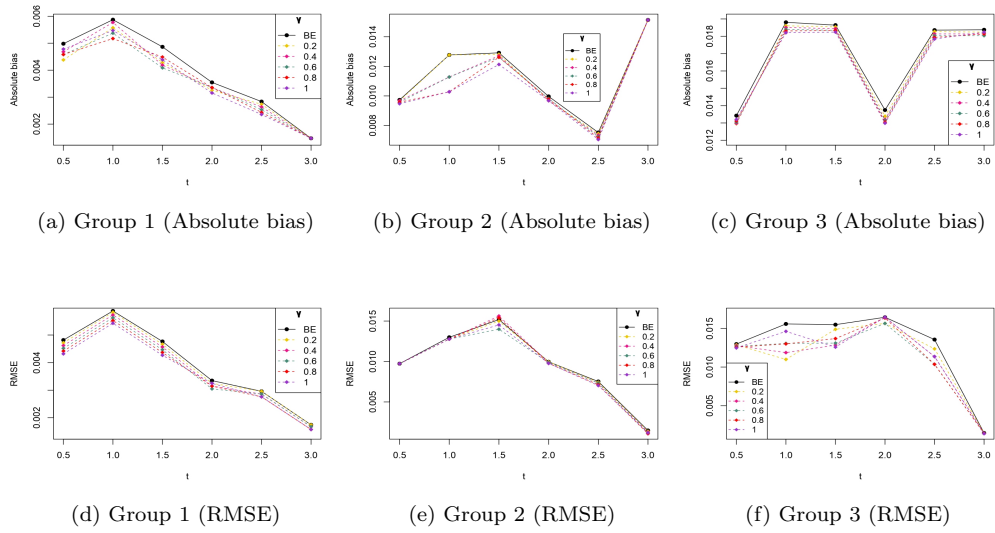 Absolute bias
0.002
0.004
0.006
0.5
1.0
1.5
2.0
2.5
3.0
t
γ
BE
0.2
0.4
0.6
0.8
1
Absolute bias
0.008
0.010
0.012
0.014
0.5
1.0
1.5
2.0
2.5
3.0
t
γ
BE
0.2
0.4
0.6
0.8
1
Absolute bias
0.012
0.014
0.016
0.018
0.5
1.0
1.5
2.0
2.5
3.0
t
γ
BE
0.2
0.4
0.6
0.8
1
(a) Group 1 (Absolute bias)
(b) Group 2 (Absolute bias)
(c) Group 3 (Absolute bias)
RMSE
0.002
0.004
0.5
1.0
1.5
2.0
2.5
3.0
t
γ
BE
0.2
0.4
0.6
0.8
1
RMSE
0.005
0.010
0.015
0.5
1.0
1.5
2.0
2.5
3.0
t
γ
BE
0.2
0.4
0.6
0.8
1
RMSE
0.005
0.010
0.015
0.5
1.0
1.5
2.0
2.5
3.0
t
γ
BE
0.2
0.4
0.6
0.8
1
(d) Group 1 (RMSE)
(e) Group 2 (RMSE)
(f) Group 3 (RMSE)